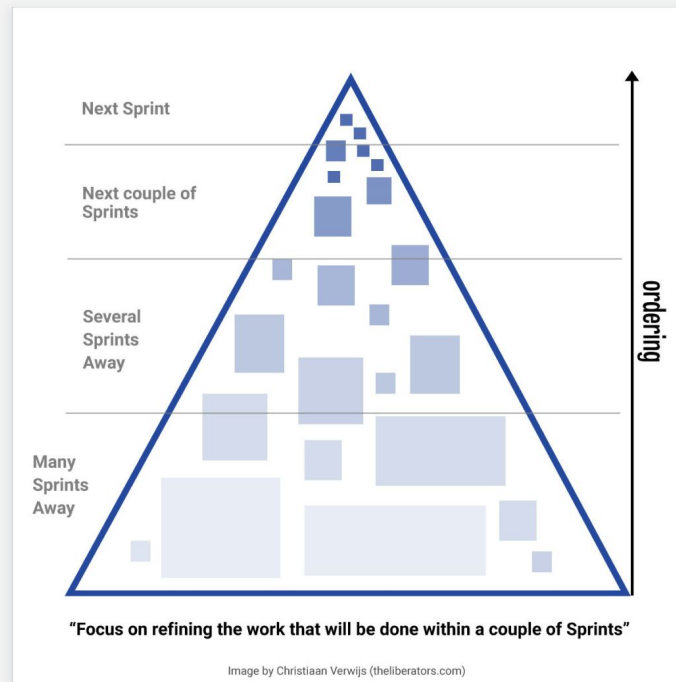 Next Sprint
Next couple of
Sprints
Several
Sprints
Away
Many
Sprints
Away
ordering
“Focus on refining the work that will be done within a couple of Sprints”
Image by Christiaan Verwijs (theliberators.com)